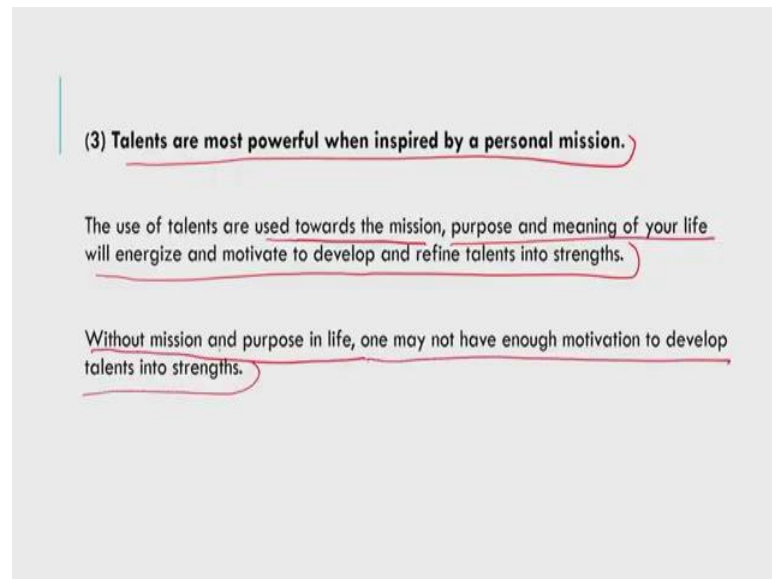 (3) Talents are most powerful when inspired by a personal mission.
The use of talents are used towards the mission, purpose and meaning of your life
will energize and motivate to develop and refine talents into strengths.
Without mission and purpose in life, one may not have enough motivation to develop
talents into strengths.